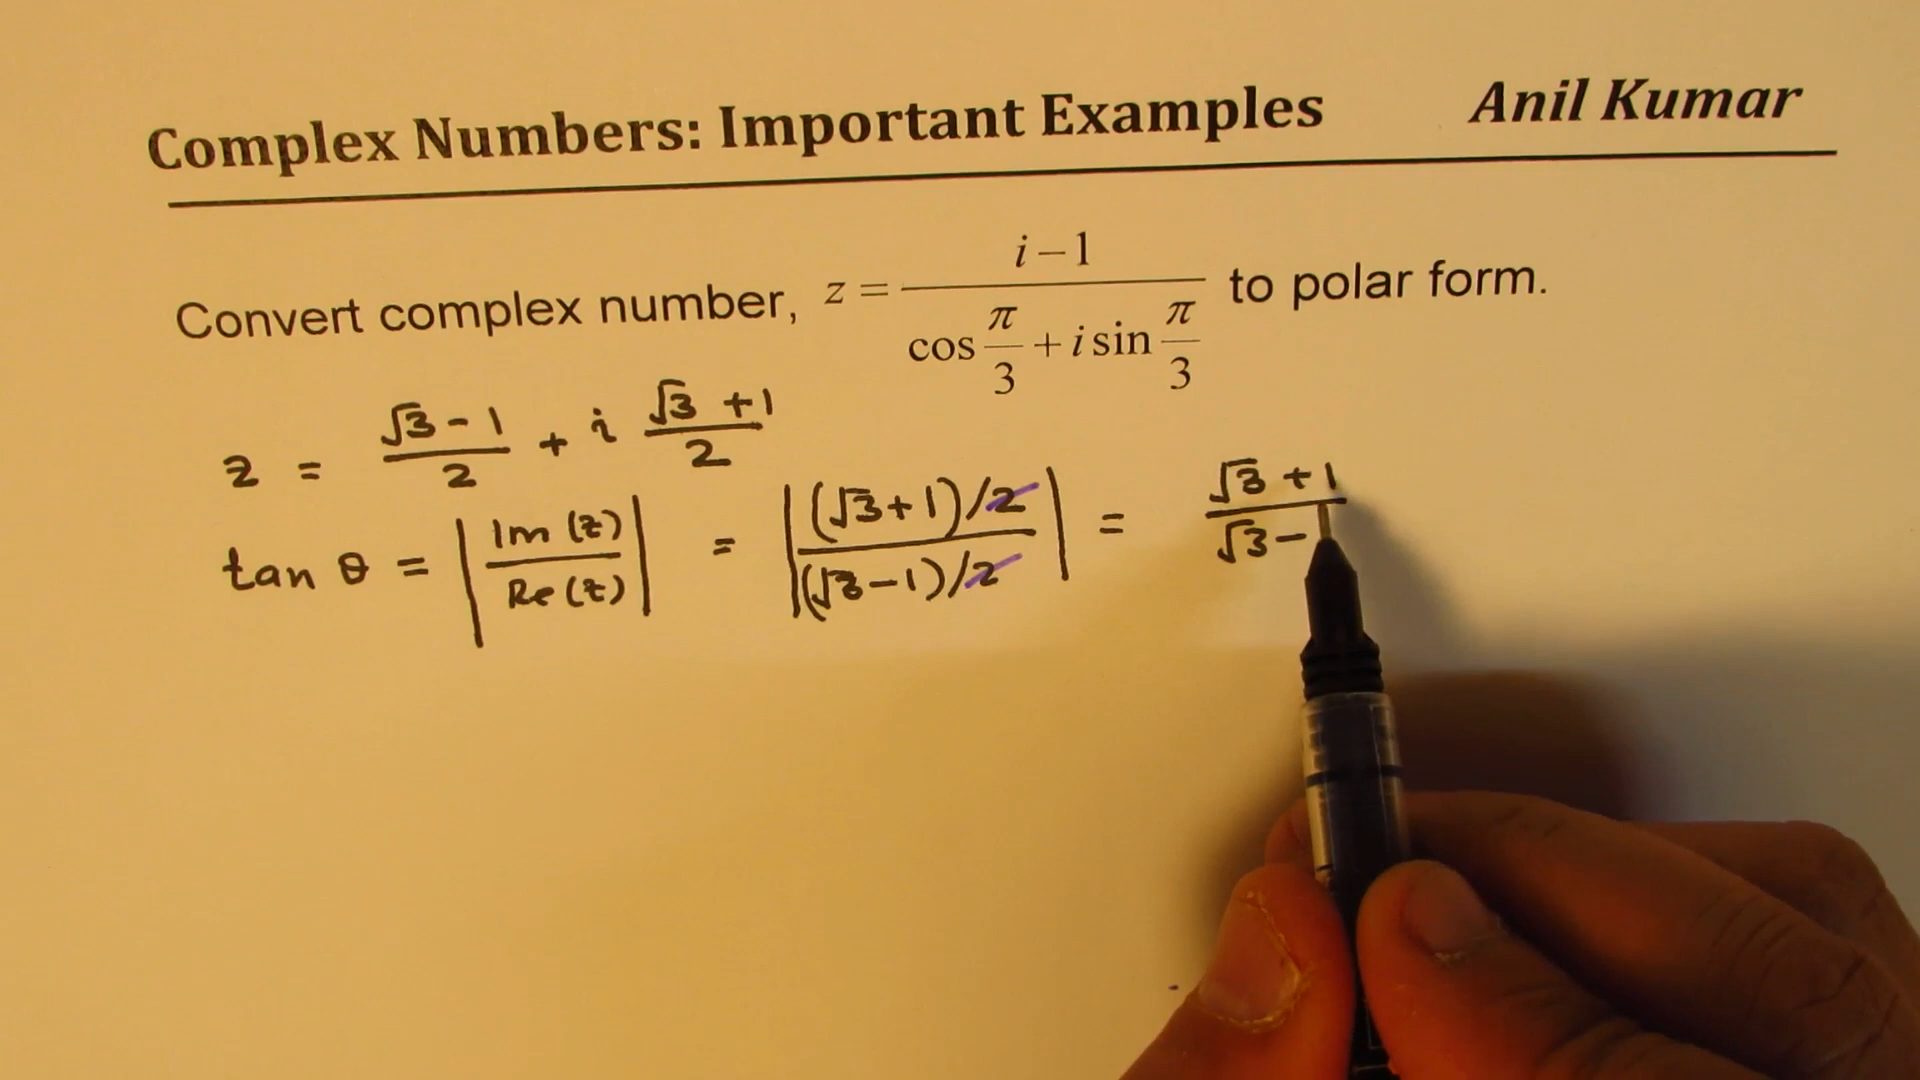 Complex Numbers: Important Examples Anil Kumar
Convert complex number, z = (i − 1)/(cos π/3 + i sin π/3) to polar form.
z = (√3 - 1)/2 + i (√3 + 1)/2
tan θ = |Im (z)/Re (z)| = |(√3+1)/2 / (√3−1)/2| = (√3 + 1)/(√3 −